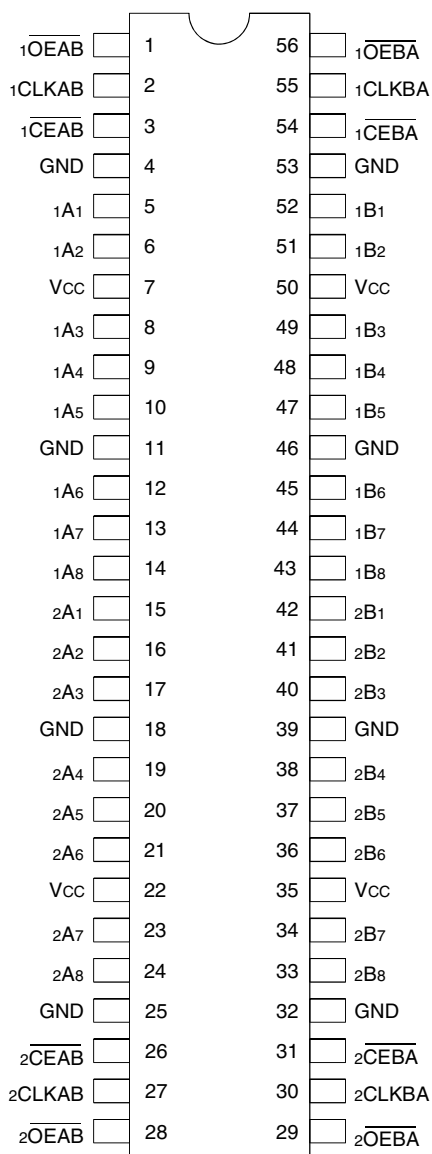 1OEAB 1 56 1OEBA
1CLKAB 2 55 1CLKBA
1CEAB 3 54 1CEBA
GND 4 53 GND
1A1 5 52 1B1
1A2 6 51 1B2
VCC 7 50 VCC
1A3 8 49 1B3
1A4 9 48 1B4
1A5 10 47 1B5
GND 11 46 GND
1A6 12 45 1B6
1A7 13 44 1B7
1A8 14 43 1B8
2A1 15 42 2B1
2A2 16 41 2B2
2A3 17 40 2B3
GND 18 39 GND
2A4 19 38 2B4
2A5 20 37 2B5
2A6 21 36 2B6
VCC 22 35 VCC
2A7 23 34 2B7
2A8 24 33 2B8
GND 25 32 GND
2CEAB 26 31 2CEBA
2CLKAB 27 30 2CLKBA
2OEAB 28 29 2OEBA